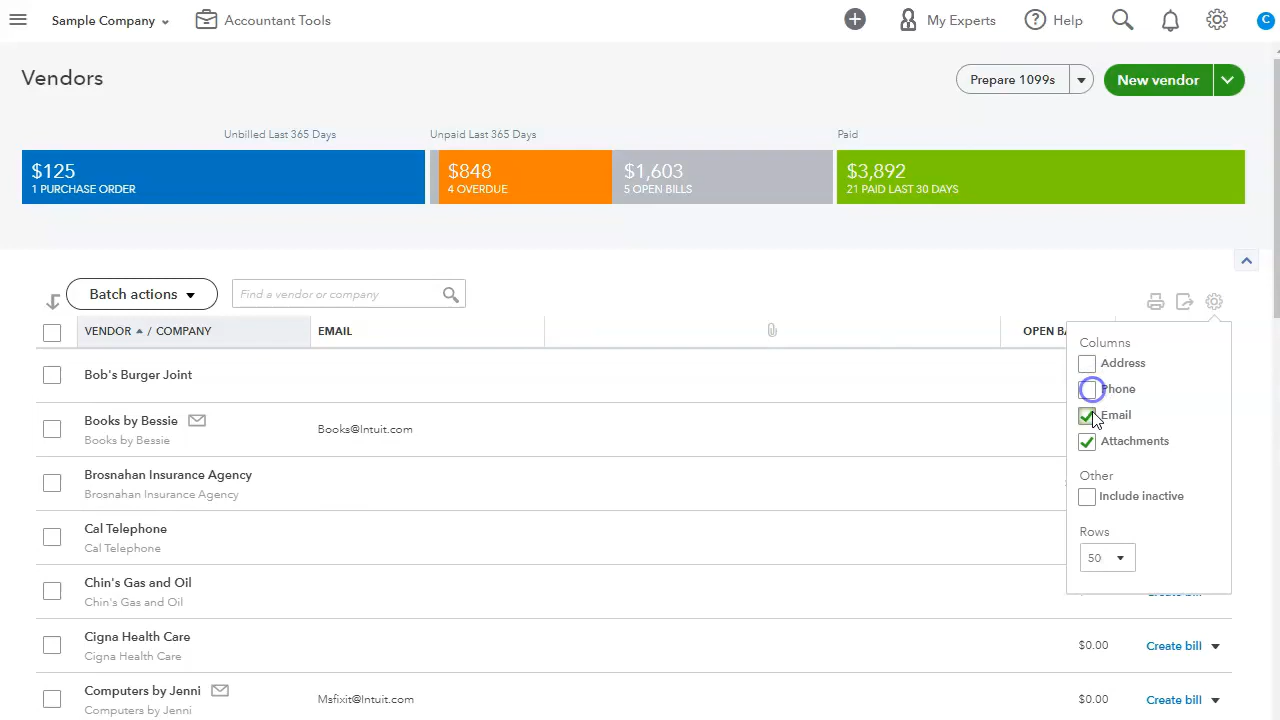 Sample Company
Accountant Tools
My Experts
Help
C
Vendors
Prepare 1099s
New vendor
Unbilled Last 365 Days
Unpaid Last 365 Days
Paid
$125
1 PURCHASE ORDER
$848
4 OVERDUE
$1,603
5 OPEN BILLS
$3,892
21 PAID LAST 30 DAYS
Batch actions
Find a vendor or company
VENDOR / COMPANY
EMAIL
OPEN BA
Columns
Address
Phone
Email
Attachments
Other
Include inactive
Rows
50
Bob's Burger Joint
Books by Bessie
Books by Bessie
Books@Intuit.com
Brosnahan Insurance Agency
Brosnahan Insurance Agency
Cal Telephone
Cal Telephone
Chin's Gas and Oil
Chin's Gas and Oil
Create bill
Cigna Health Care
Cigna Health Care
$0.00
Create bill
Computers by Jenni
Computers by Jenni
Msfixit@Intuit.com
$0.00
Create bill